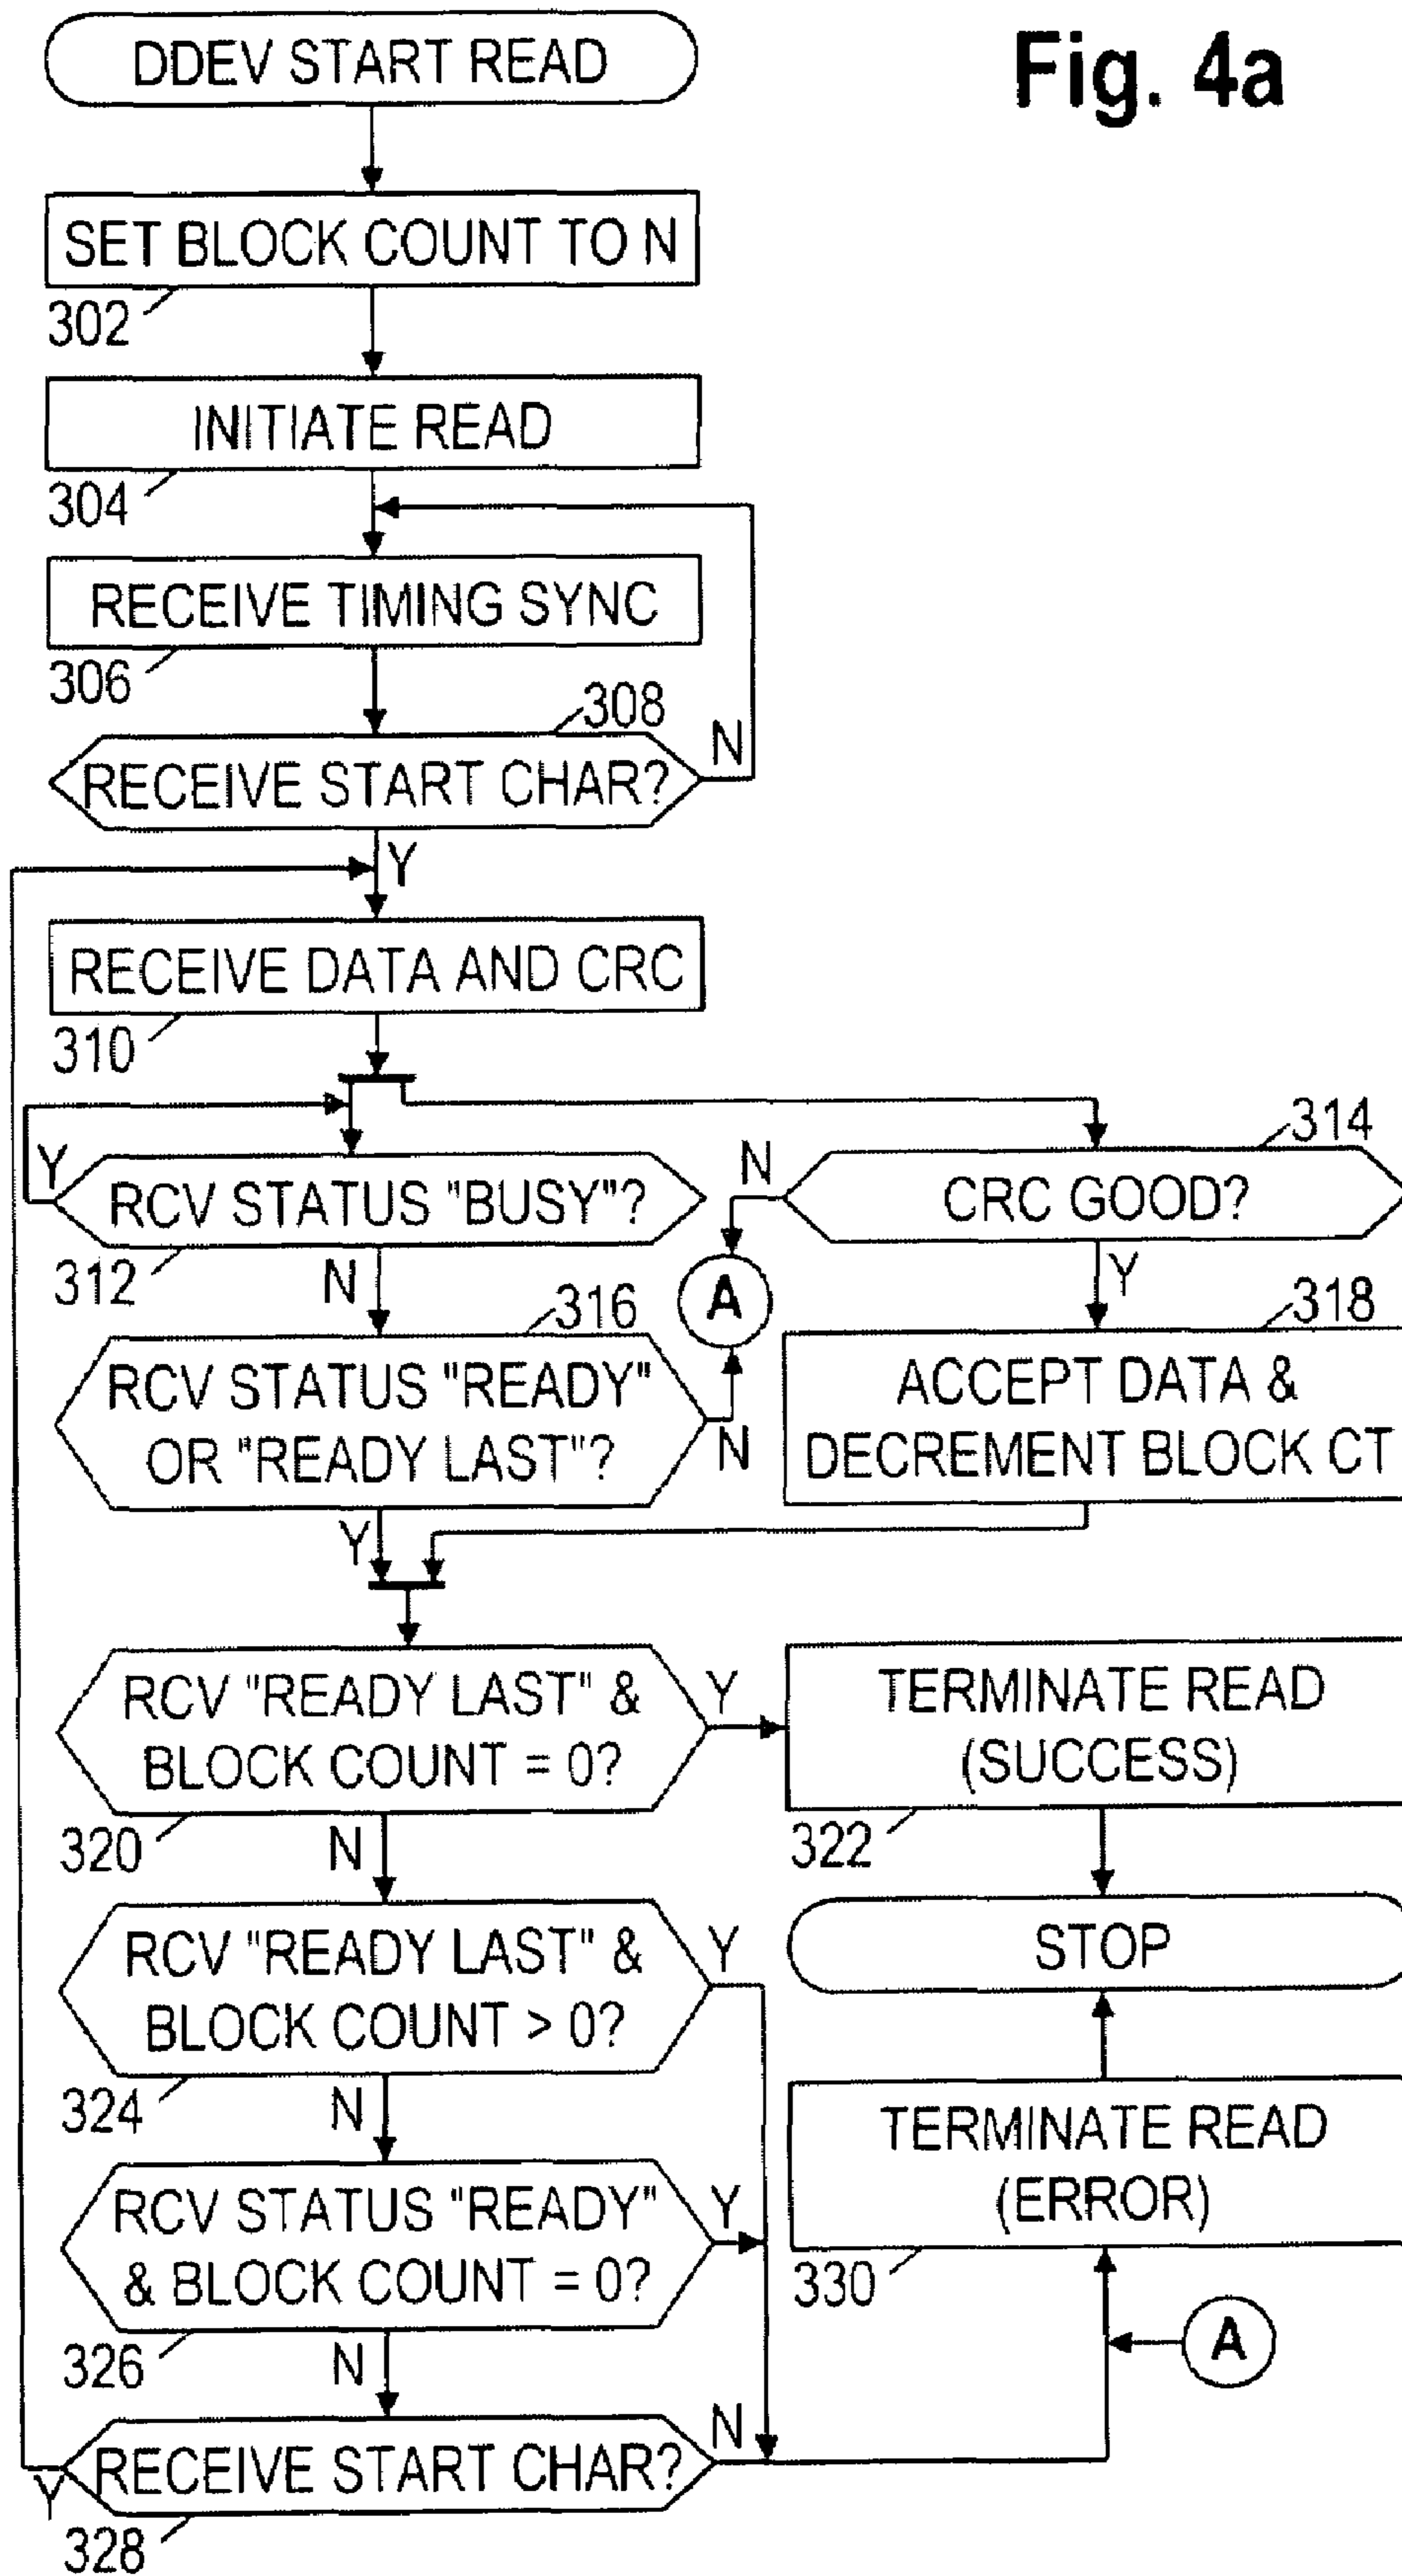 Fig. 4a
DDEV START READ
SET BLOCK COUNT TO N
302
INITIATE READ
304
RECEIVE TIMING SYNC
306
308
RECEIVE START CHAR?
N
Y
RECEIVE DATA AND CRC
310
Y
RCV STATUS "BUSY"?
312
N
314
N
CRC GOOD?
Y
A
316
RCV STATUS "READY"
OR "READY LAST"?
N
Y
318
ACCEPT DATA &
DECREMENT BLOCK CT
RCV "READY LAST" &
BLOCK COUNT = 0?
Y
320
N
TERMINATE READ
(SUCCESS)
322
RCV "READY LAST" &
BLOCK COUNT > 0?
Y
324
N
STOP
RCV STATUS "READY"
& BLOCK COUNT = 0?
Y
326
N
TERMINATE READ
(ERROR)
330
A
RECEIVE START CHAR?
N
Y
328